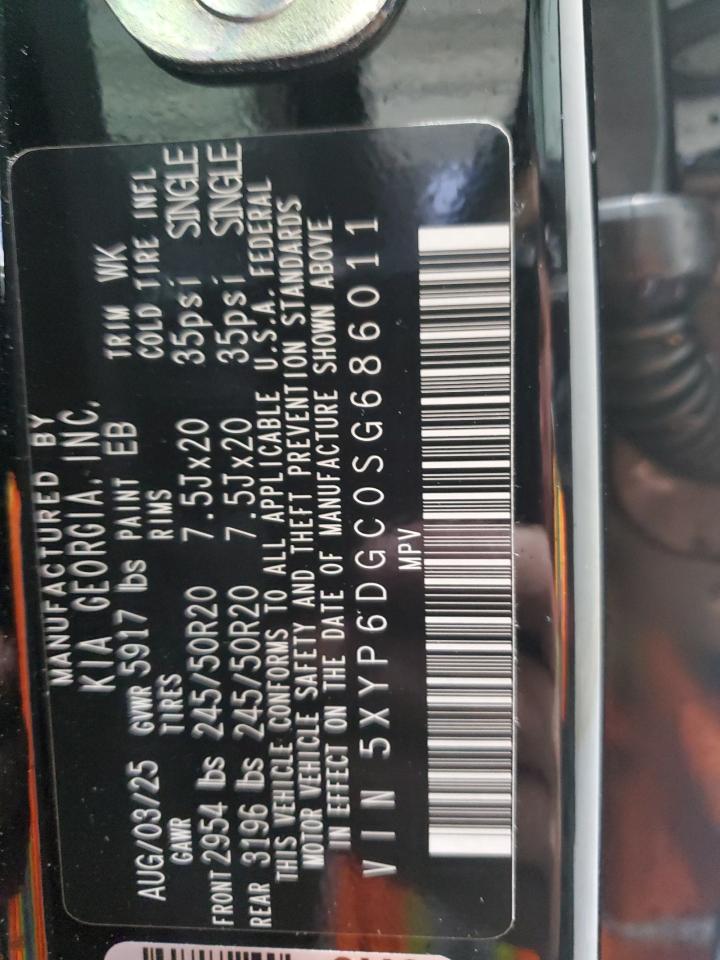 MANUFACTURED BY
KIA GEORGIA, INC.
AUG/03/25 GVWR 5917 lbs PAINT EB TRIM WK
GAWR TIRES RIMS COLD TIRE INFL
FRONT 2954 lbs 245/50R20 7.5Jx20 35psi SINGLE
REAR 3196 lbs 245/50R20 7.5Jx20 35psi SINGLE
THIS VEHICLE CONFORMS TO ALL APPLICABLE U.S.A. FEDERAL
MOTOR VEHICLE SAFETY AND THEFT PREVENTION STANDARDS
IN EFFECT ON THE DATE OF MANUFACTURE SHOWN ABOVE
VIN 5XYP6DGC0SG686011
MPV